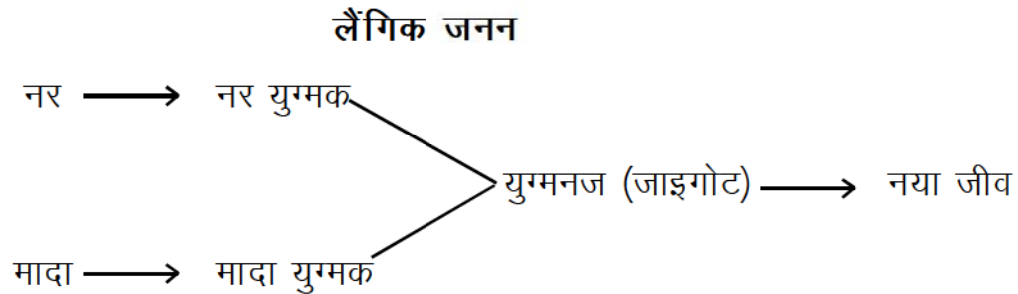 लैंगिक जनन
नर नर युग्मक
युग्मनज (जाइगोट) नया जीव
मादा मादा युग्मक